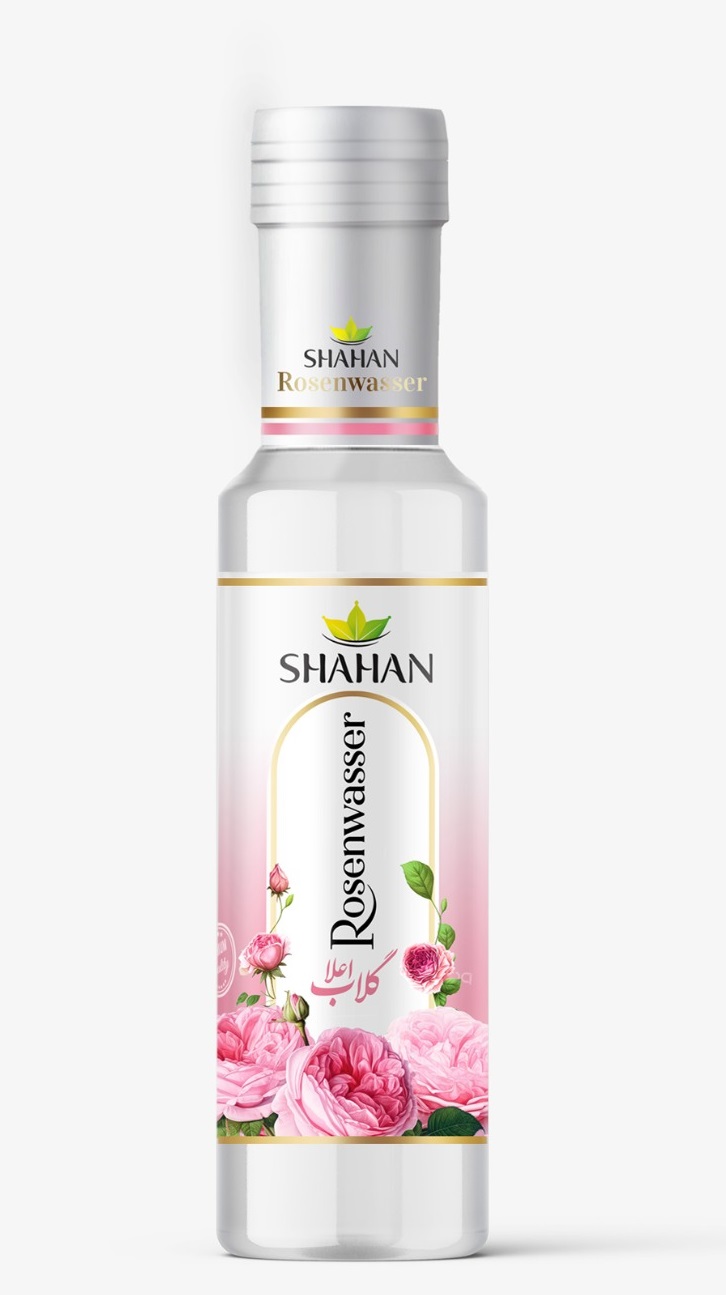 SHAHAN
Rosenwasser
SHAHAN
Rosenwasser
گلاب اعلا